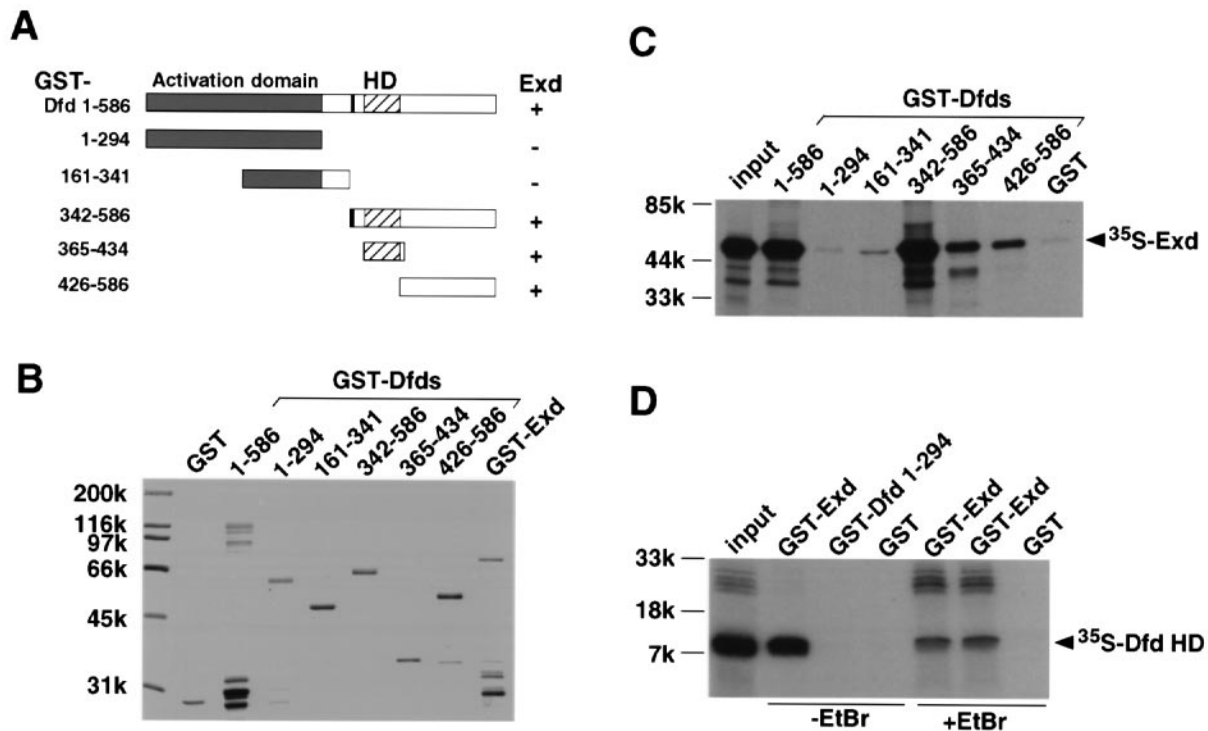 A
GST- Activation domain HD Exd
Dfd 1-586 +
1-294 -
161-341 -
342-586 +
365-434 +
426-586 +
B
GST-Dfds
GST 1-586 1-294 161-341 342-586 365-434 426-586 GST-Exd
200k
116k
97k
66k
45k
31k
C
GST-Dfds
input 1-586 1-294 161-341 342-586 365-434 426-586 GST
85k
44k
33k
35S-Exd
D
input GST-Exd GST-Dfd 1-294 GST GST-Exd GST-Exd GST
33k
18k
7k
35S-Dfd HD
-EtBr +EtBr